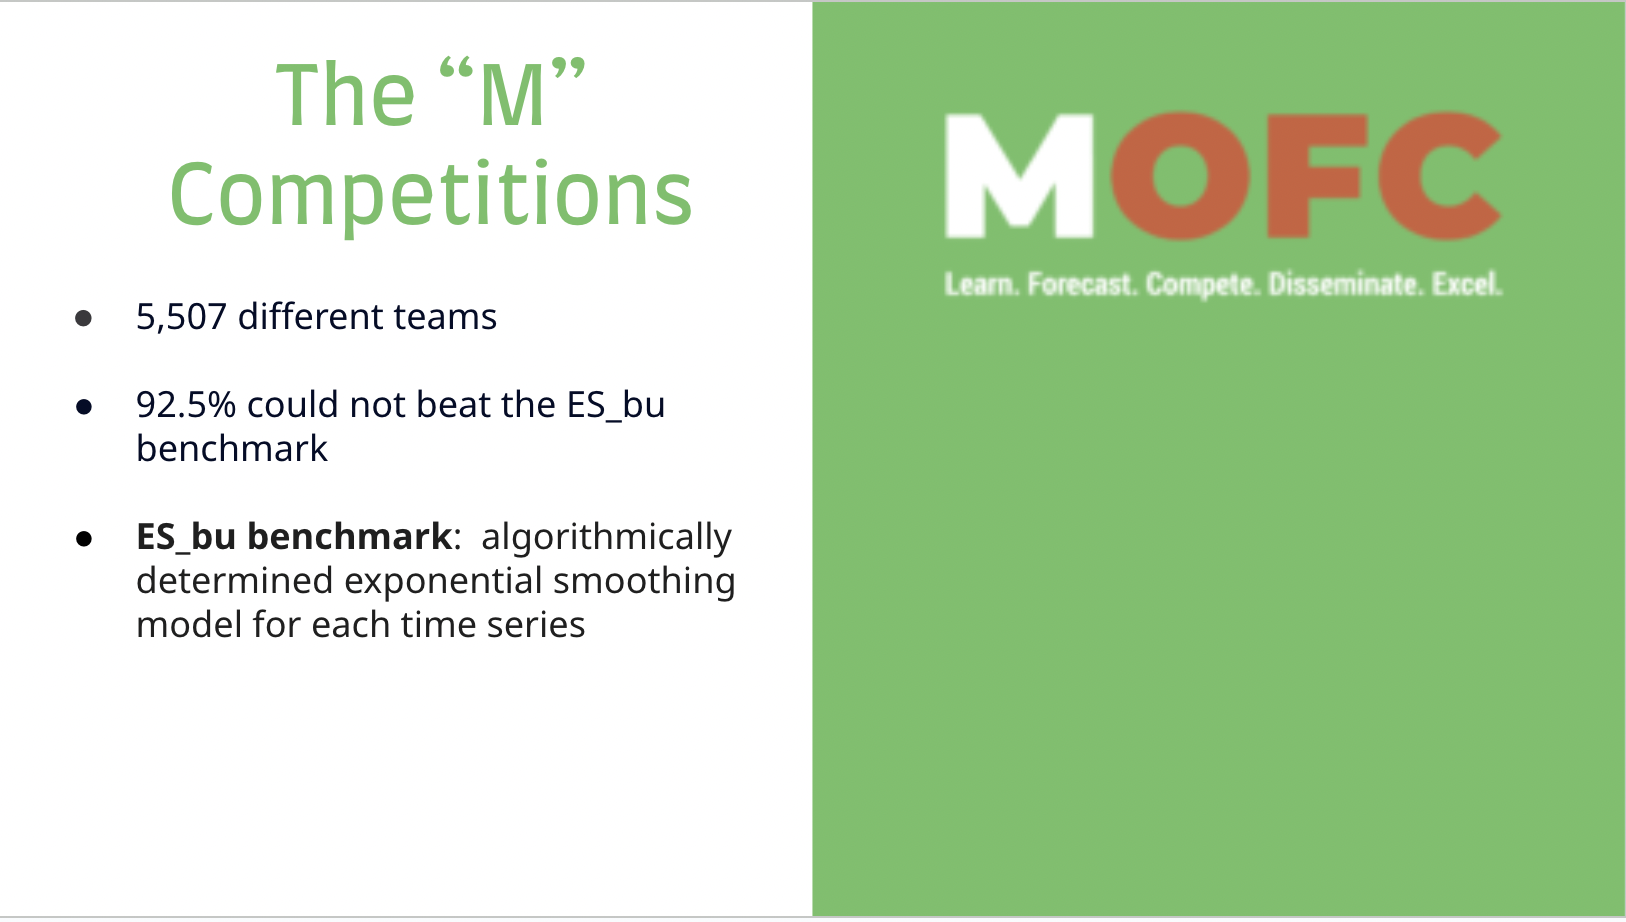 The “M”
Competitions
● 5,507 different teams
● 92.5% could not beat the ES_bu
benchmark
● ES_bu benchmark:  algorithmically
determined exponential smoothing
model for each time series
MOFC
Learn. Forecast. Compete. Disseminate. Excel.